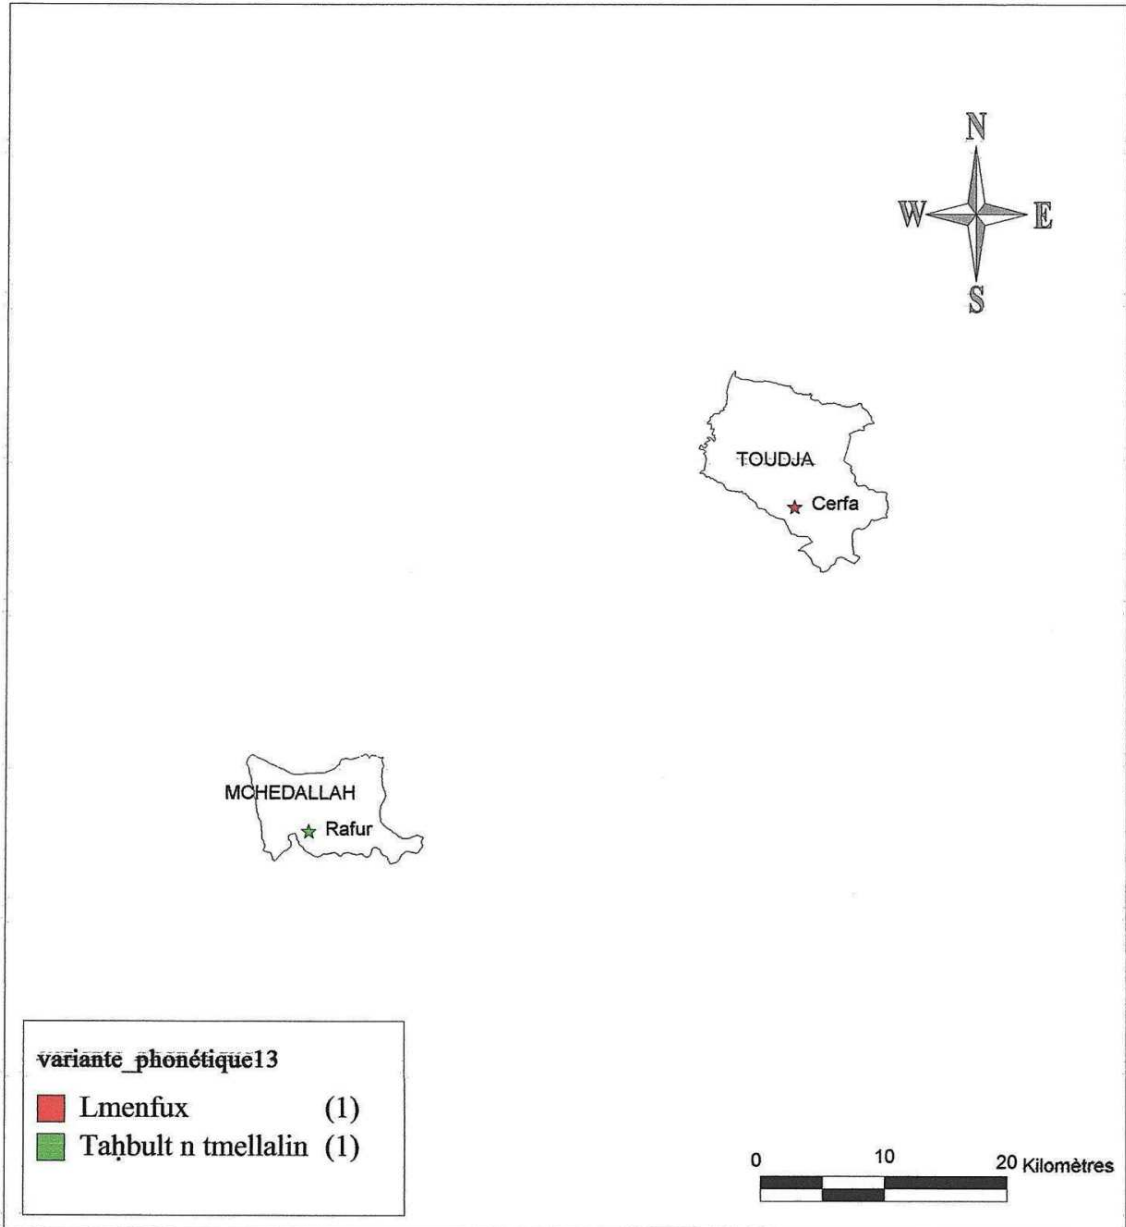 N
W E
S
TOUDJA
Cerfa
MCHEDALLAH
Rafur
variante_phonétique13
Lmenfux (1)
Taḥbult n tmellalin (1)
0 10 20 Kilomètres